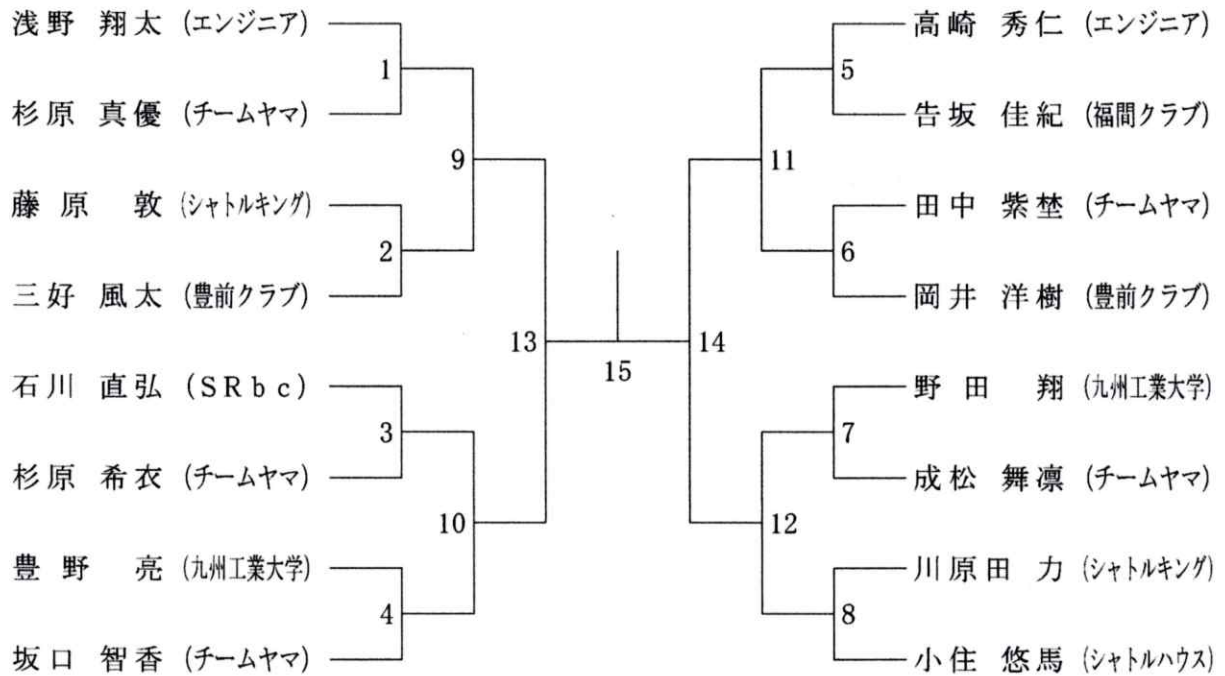 浅野 翔太 (エンジニア)
1
杉原 真優 (チームヤマ)
9
藤原 敦 (シャトルキング)
2
三好 風太 (豊前クラブ)
13
石川 直弘 (SRbc)
3
杉原 希衣 (チームヤマ)
10
豊野 亮 (九州工業大学)
4
坂口 智香 (チームヤマ)
15
高崎 秀仁 (エンジニア)
5
告坂 佳紀 (福間クラブ)
11
田中 紫埜 (チームヤマ)
6
岡井 洋樹 (豊前クラブ)
14
野田 翔 (九州工業大学)
7
成松 舞凛 (チームヤマ)
12
川原田 力 (シャトルキング)
8
小住 悠馬 (シャトルハウス)